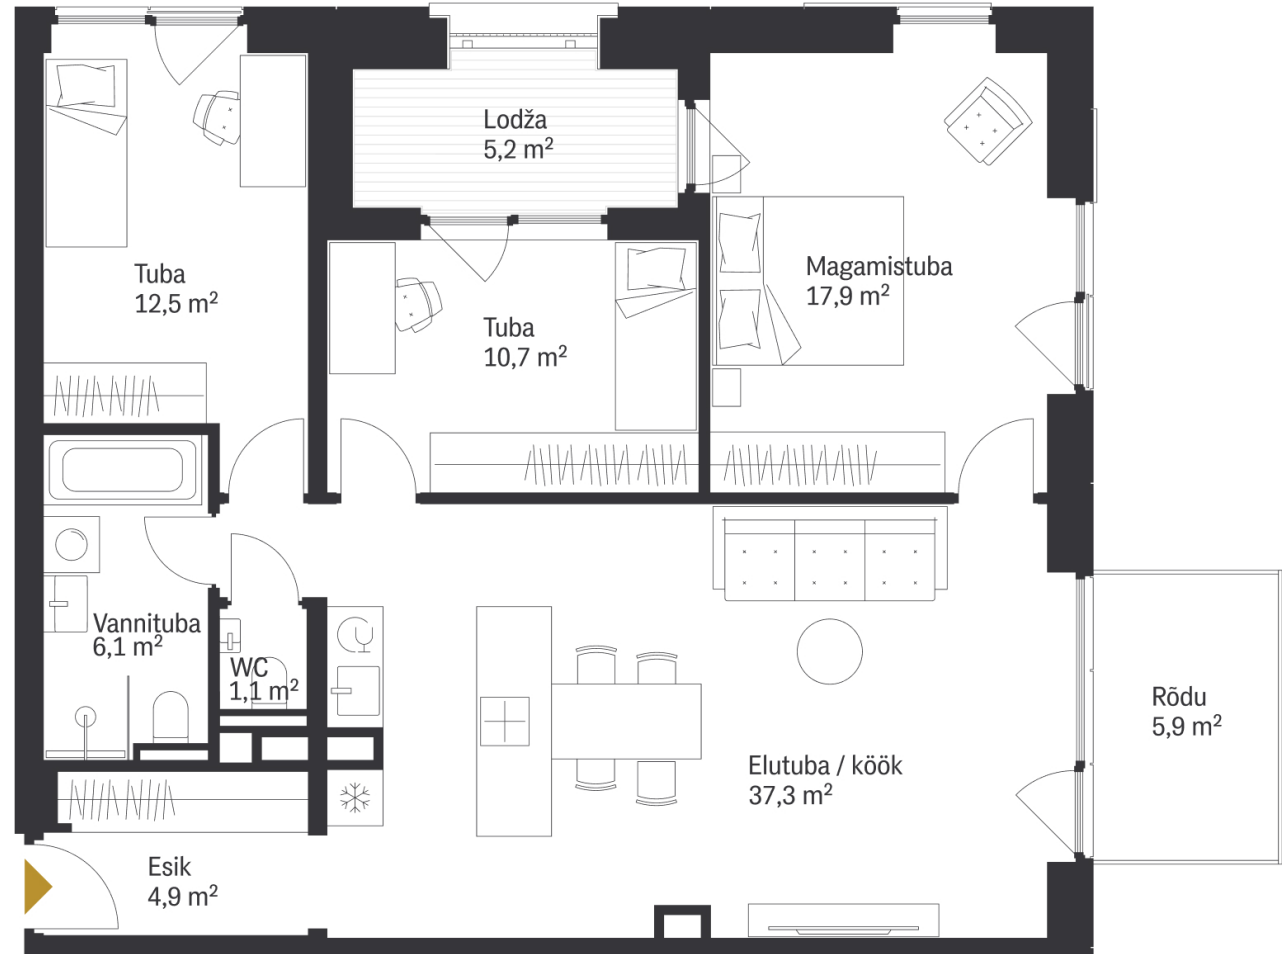 Lodža
5,2 m²
Tuba
12,5 m²
Magamistuba
17,9 m²
Tuba
10,7 m²
Vannituba
6,1 m²
WC
1,1 m²
Rõdu
5,9 m²
Elutuba / köök
37,3 m²
Esik
4,9 m²